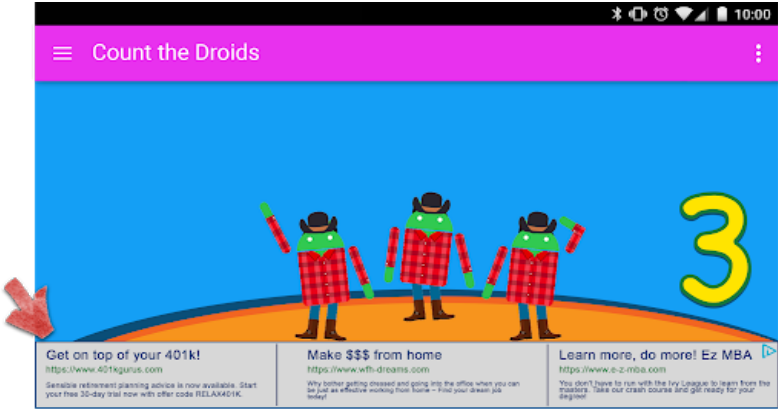 10:00
Count the Droids
3
Get on top of your 401k!
https://www.401kgurus.com
Sensible retirement planning advice is now available. Start
your free 30-day trial now with offer code RELAX401K.
Make $$$ from home
https://www.wfh-dreams.com
Why bother getting dressed and going into the office when you can
be just as effective working from home – Find your dream job
today!
Learn more, do more! Ez MBA
https://www.e-z-mba.com
You don't have to run with the Ivy League to learn from the
masters. Take our crash course and get ready for your
degree!